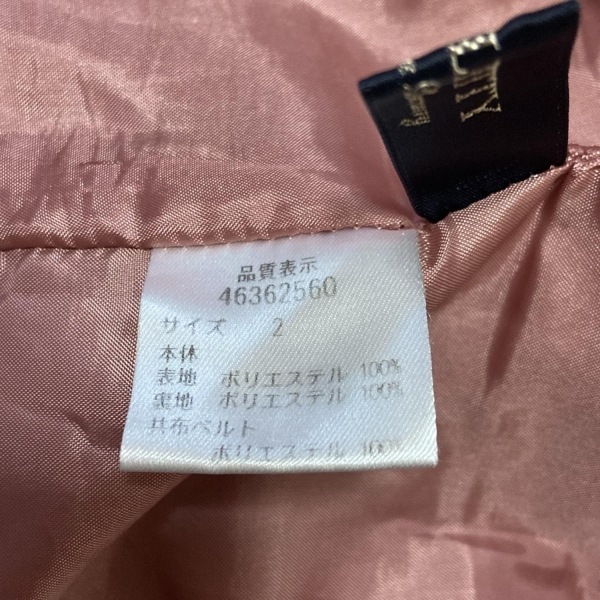 品質表示
46362560
サイズ 2
本体
表地 ポリエステル 100%
裏地 ポリエステル 100%
共布ベルト
ポリエステル 100%